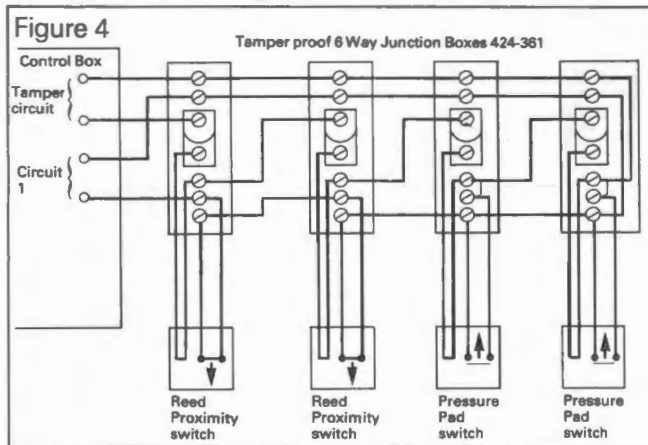 Figure 4
Tamper proof 6 Way Junction Boxes 424-361
Control Box
Tamper
circuit
Circuit
1
Reed
Proximity
switch
Reed
Proximity
switch
Pressure
Pad
switch
Pressure
Pad
switch